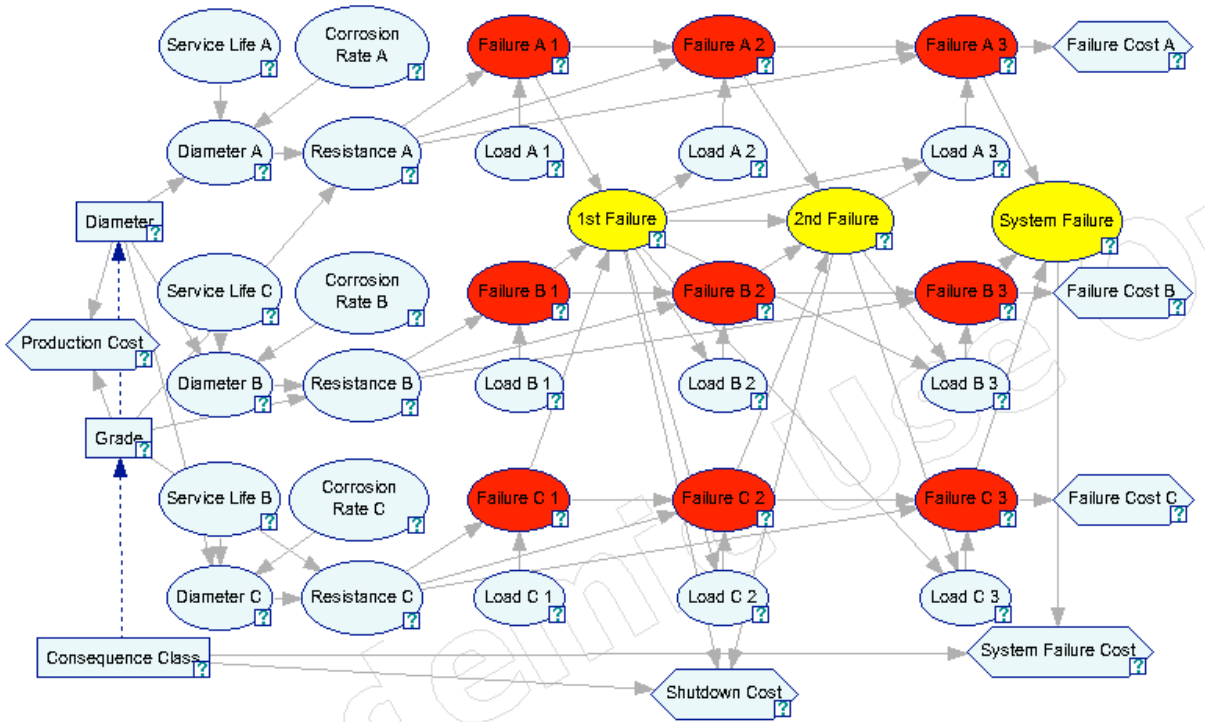 Service Life A
Corrosion
Rate A
Failure A 1
Failure A 2
Failure A 3
Failure Cost A
?
?
?
?
?
?
Diameter A
Resistance A
Load A 1
Load A 2
Load A 3
?
?
?
?
?
Diameter
1st Failure
2nd Failure
System Failure
?
?
?
?
Service Life C
Corrosion
Rate B
Failure B 1
Failure B 2
Failure B 3
Failure Cost B
?
?
?
?
?
?
Production Cost
?
Diameter B
Resistance B
Load B 1
Load B 2
Load B 3
?
?
?
?
?
Grade
?
Service Life B
Corrosion
Rate C
Failure C 1
Failure C 2
Failure C 3
Failure Cost C
?
?
?
?
?
?
Diameter C
Resistance C
Load C 1
Load C 2
Load C 3
?
?
?
?
?
Consequence Class
System Failure Cost
?
?
Shutdown Cost
?